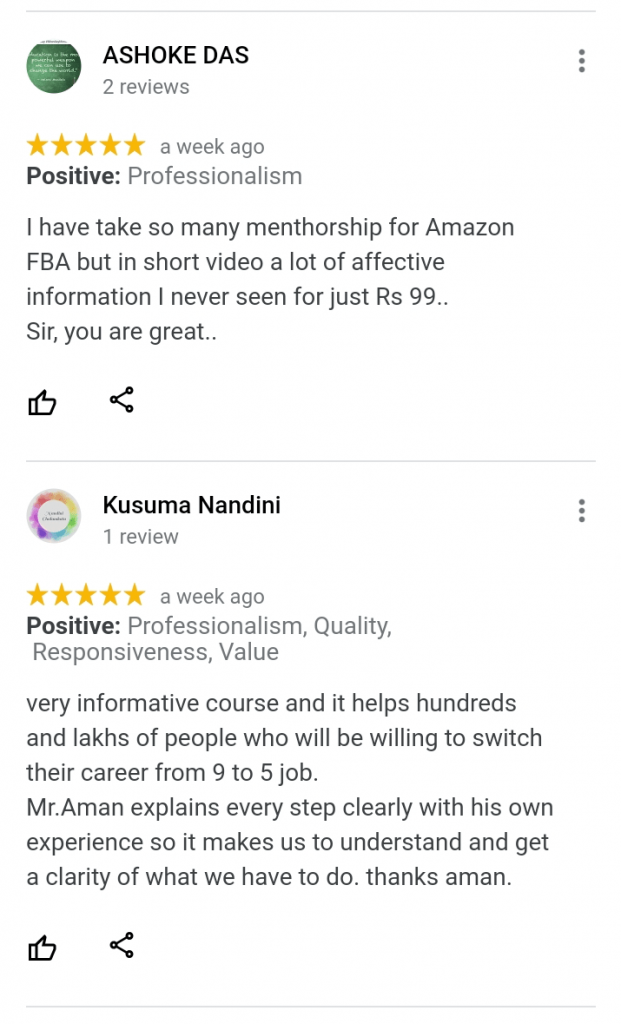 ASHOKE DAS
2 reviews
a week ago
Positive: Professionalism
I have take so many menthorship for Amazon
FBA but in short video a lot of affective
information I never seen for just Rs 99..
Sir, you are great..
Kusuma Nandini
1 review
a week ago
Positive: Professionalism, Quality,
Responsiveness, Value
very informative course and it helps hundreds
and lakhs of people who will be willing to switch
their career from 9 to 5 job.
Mr.Aman explains every step clearly with his own
experience so it makes us to understand and get
a clarity of what we have to do. thanks aman.